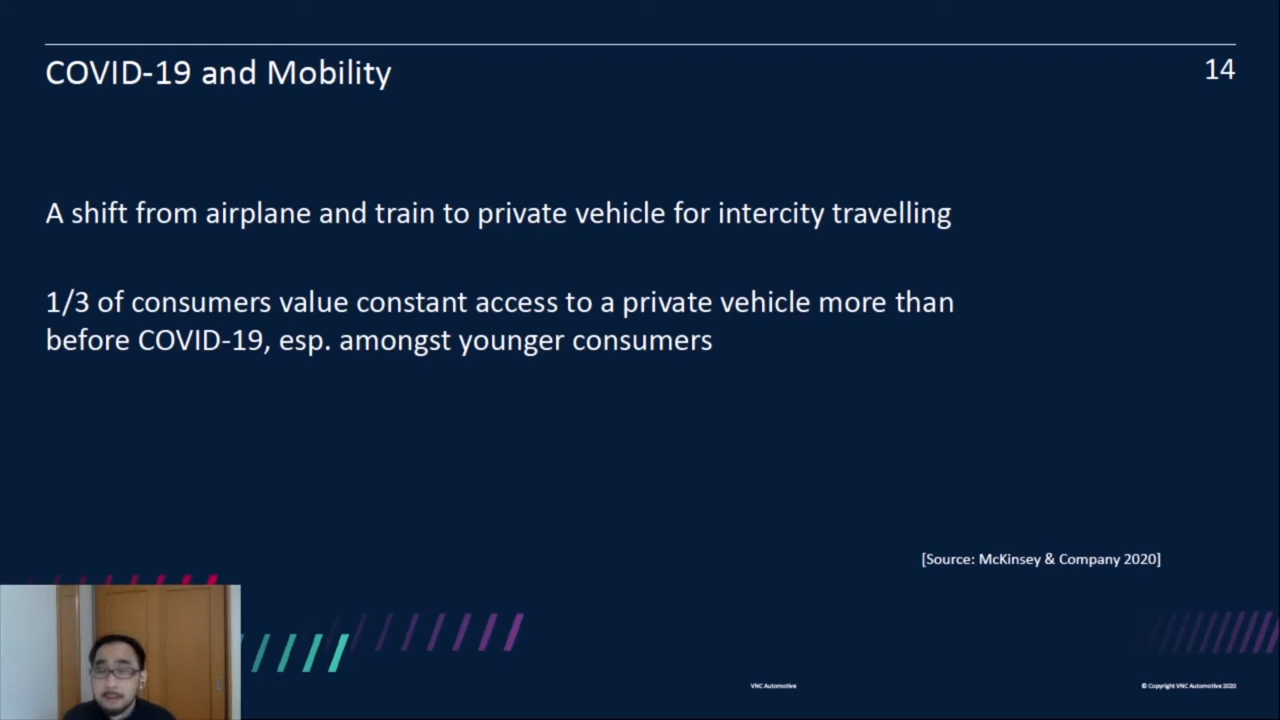 COVID-19 and Mobility
14
A shift from airplane and train to private vehicle for intercity travelling
1/3 of consumers value constant access to a private vehicle more than
before COVID-19, esp. amongst younger consumers
[Source: McKinsey & Company 2020]
VNC Automotive
© Copyright VNC Automotive 2020